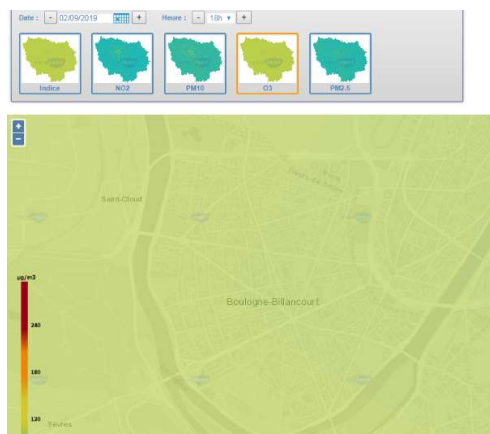 Date : - 02/09/2019 + Heure : - 18h +
Indice NO2 PM10 O3 PM2.5
+
-
Saint-Cloud
Boulogne-Billancourt
µg/m3
240
180
120
Sèvres